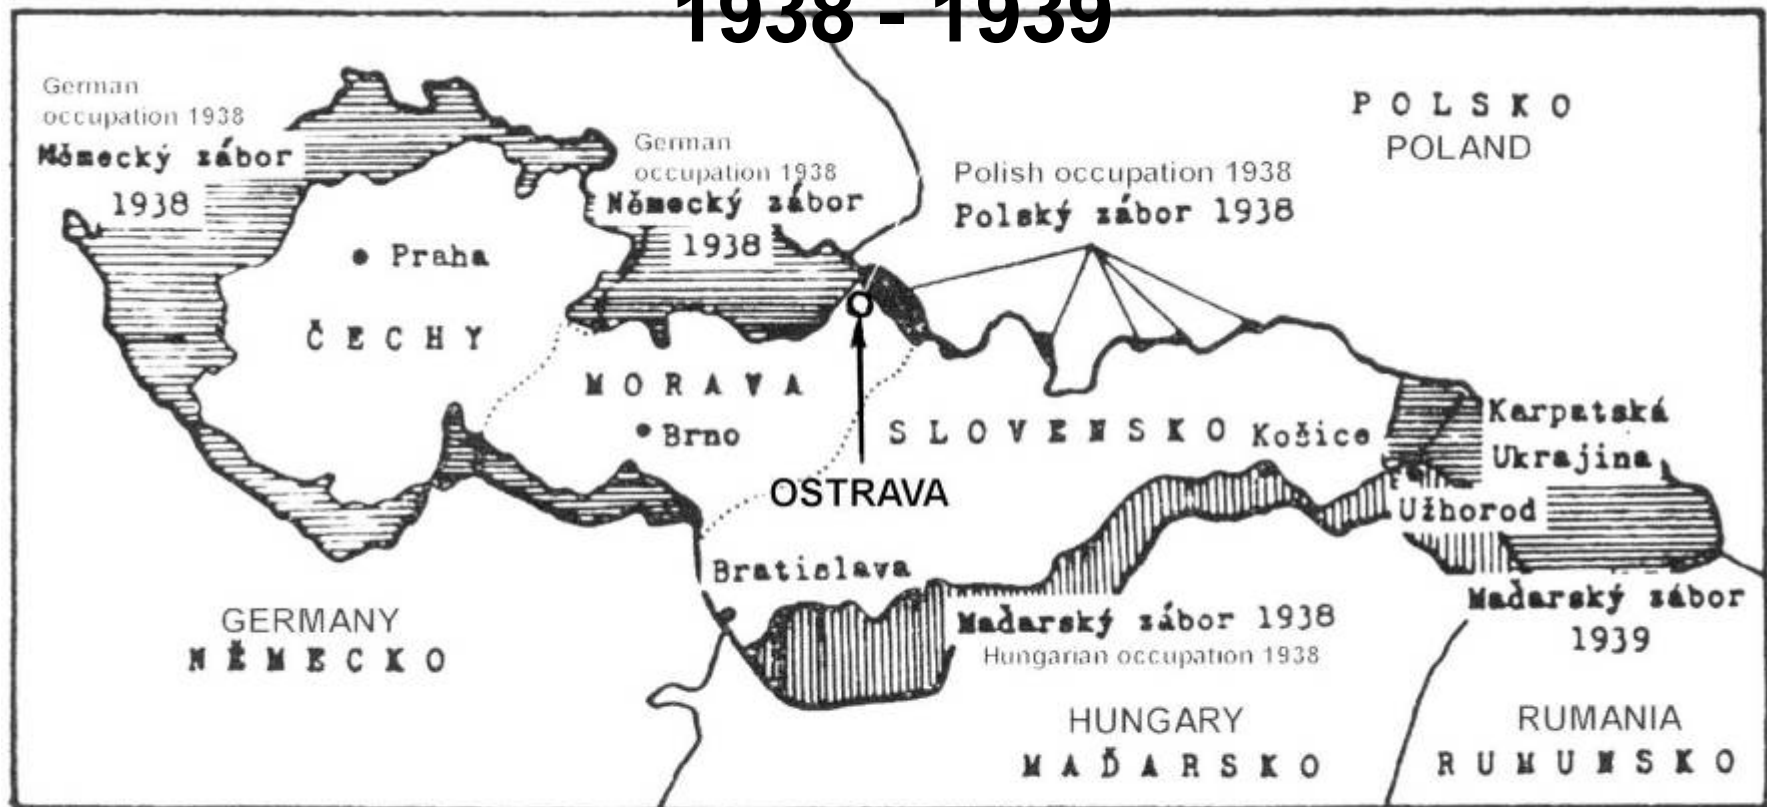 1938 - 1939
German
occupation 1938
Německý zábor
1938
German
occupation 1938
Německý zábor
1938
Polish occupation 1938
Polský zábor 1938
POLSKO
POLAND
Praha
ČECHY
MORAVA
Brno
SLOVENSKO
Košice
Karpatská
Ukrajina
OSTRAVA
Užhorod
Bratislava
GERMANY
NĚMECKO
Maďarský zábor 1938
Hungarian occupation 1938
Maďarský zábor
1939
HUNGARY
MAĎARSKO
RUMANIA
RUMUNSKO